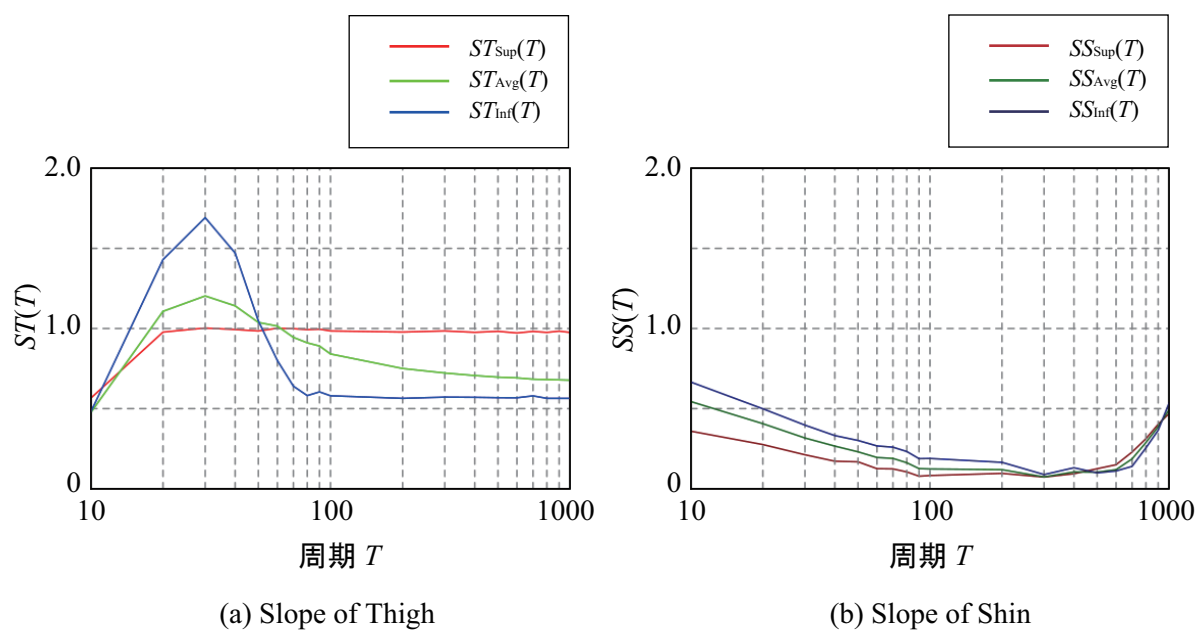 STSup(T)
STAvg(T)
STInf(T)
2.0
1.0
0
10
100
1000
ST(T)
周期 T
(a) Slope of Thigh
SSSup(T)
SSAvg(T)
SSInf(T)
2.0
1.0
0
10
100
1000
SS(T)
周期 T
(b) Slope of Shin